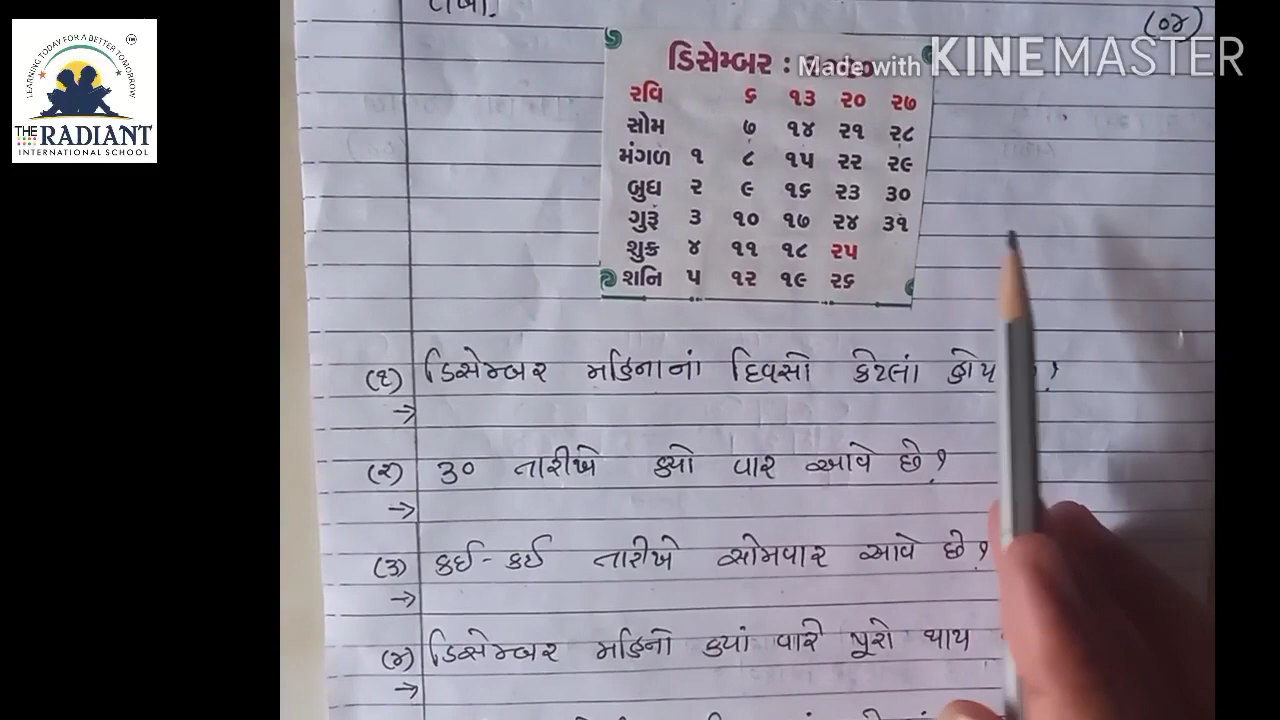 (૦૪)
LEARNING TODAY FOR A BETTER TOMORROW
THE RADIANT
INTERNATIONAL SCHOOL
Made with KINEMASTER
ડિસેમ્બર :
રવિ ૬ ૧૩ ૨૦ ૨૭
સોમ ૭ ૧૪ ૨૧ ૨૮
મંગળ ૧ ૮ ૧૫ ૨૨ ૨૯
બુધ ૨ ૯ ૧૬ ૨૩ ૩૦
ગુરૂં ૩ ૧૦ ૧૭ ૨૪ ૩૧
શુક્ર ૪ ૧૧ ૧૮ ૨૫
શનિ ૫ ૧૨ ૧૯ ૨૬
(૧) ડિસેમ્બર મહિનાનાં દિવસો કેટલાં હોય ?
→
(૨) ૩૦ તારીખે ક્યો વાર આવે છે ?
→
(૩) કઈ - કઈ તારીખે સોમવાર આવે છે ?
→
(૪) ડિસેમ્બર મહિનો ક્યાં વારે પૂરો થાય
→